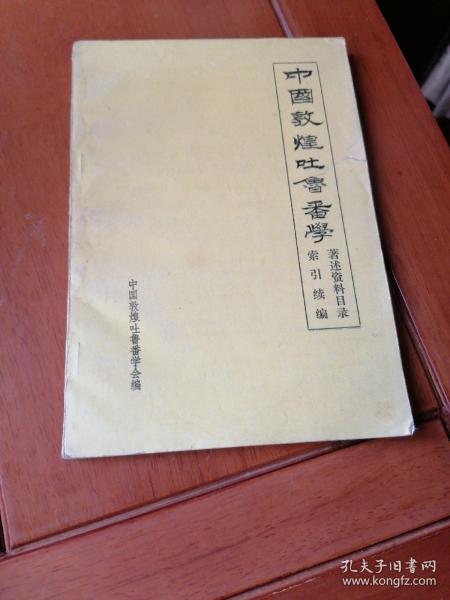 中國敦煌吐魯番學
著述资料目录
索引续编
中国敦煌吐鲁番学会编
孔夫子旧书网
www.kongfz.com